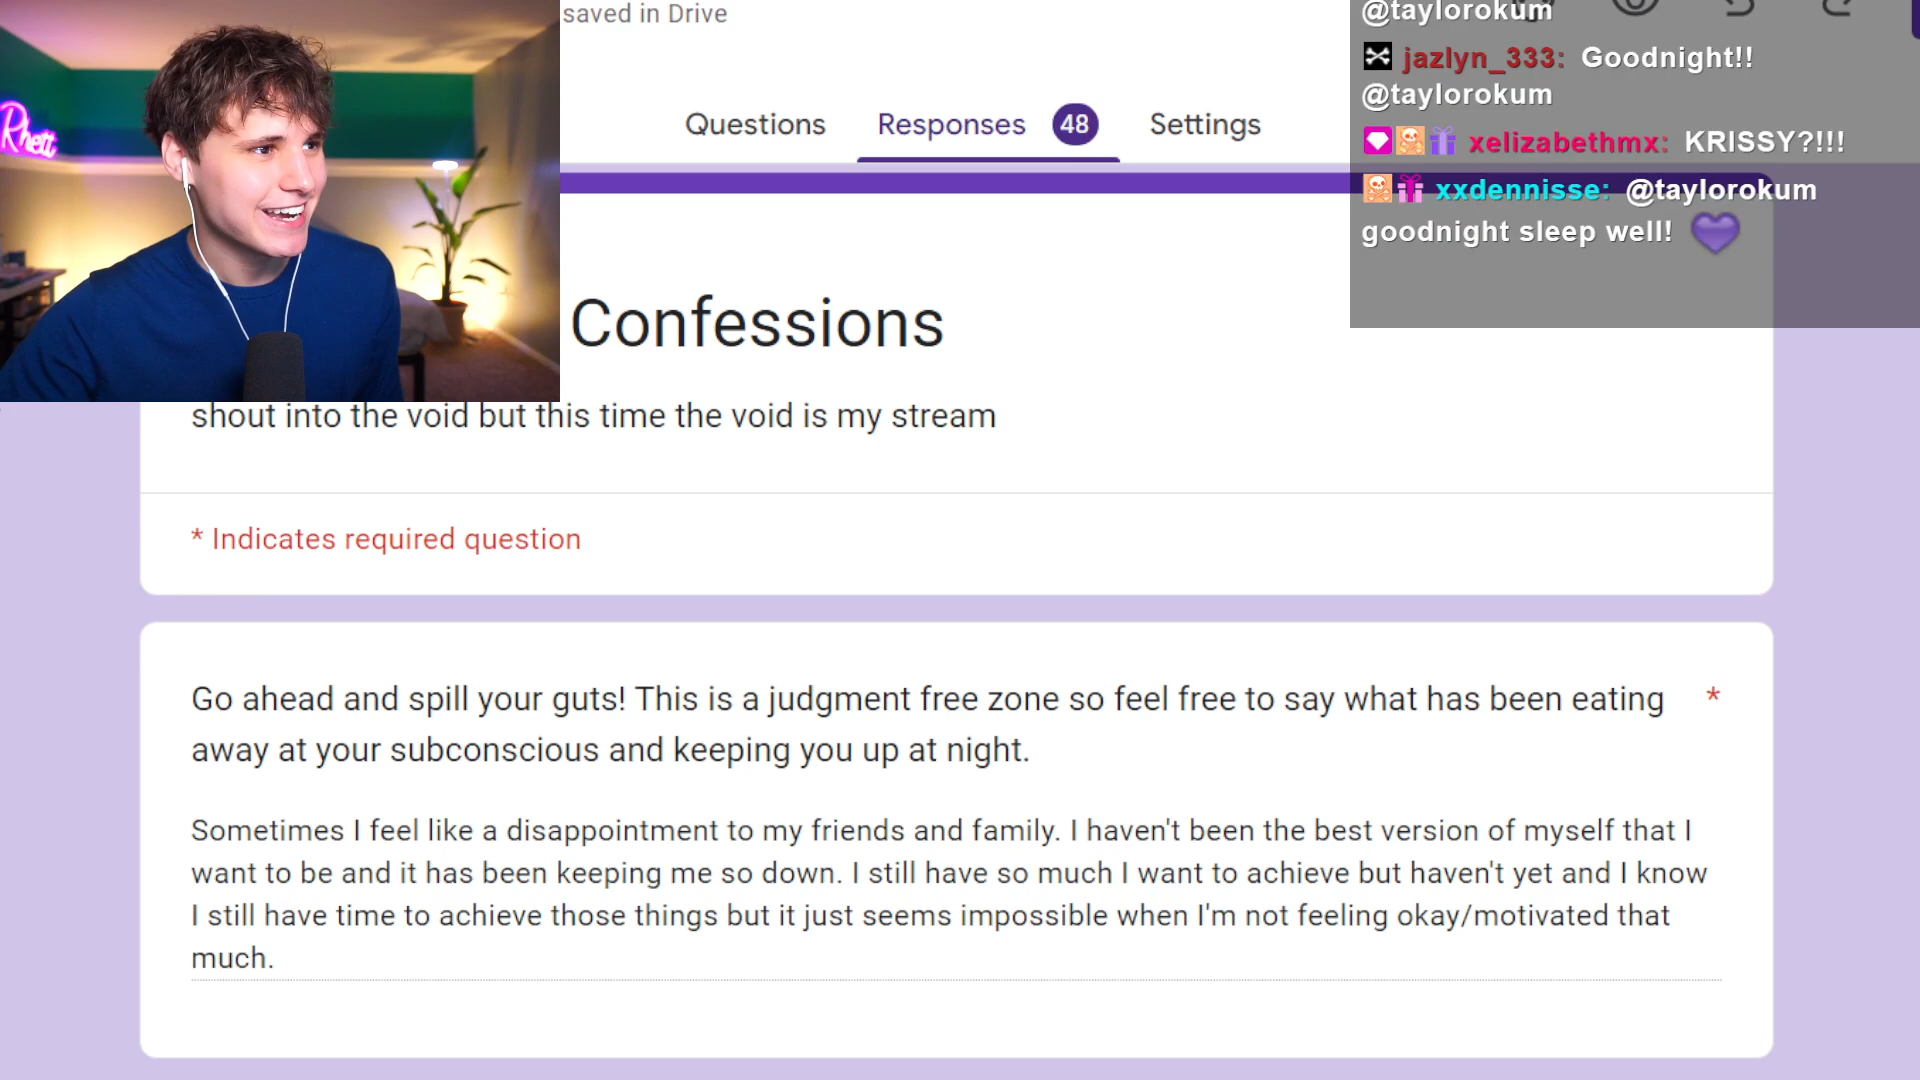 saved in Drive
Rhett
Questions Responses 48 Settings
@taylorokum
jazlyn_333: Goodnight!!
@taylorokum
xelizabethmx: KRISSY?!!!
xxdennisse: @taylorokum
goodnight sleep well!
Confessions
shout into the void but this time the void is my stream
* Indicates required question
Go ahead and spill your guts! This is a judgment free zone so feel free to say what has been eating *
away at your subconscious and keeping you up at night.
Sometimes I feel like a disappointment to my friends and family. I haven't been the best version of myself that I
want to be and it has been keeping me so down. I still have so much I want to achieve but haven't yet and I know
I still have time to achieve those things but it just seems impossible when I'm not feeling okay/motivated that
much.